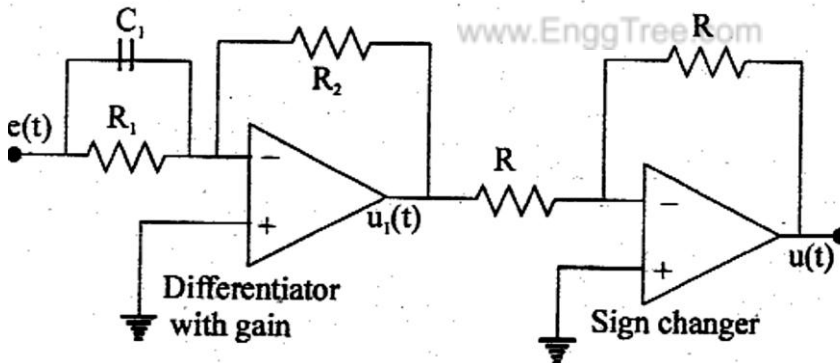 C₁
www.EnggTree.com
R
R₂
e(t)
R₁
−
R
+
u₁(t)
−
+
u(t)
Differentiator
with gain
Sign changer